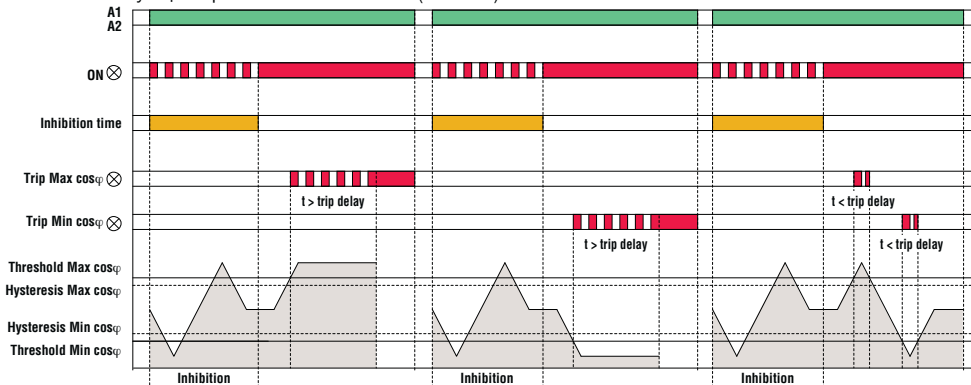 A1
A2
ON
Inhibition time
Trip Max cosφ
t > trip delay
t < trip delay
Trip Min cosφ
t > trip delay
t < trip delay
Threshold Max cosφ
Hysteresis Max cosφ
Hysteresis Min cosφ
Threshold Min cosφ
Inhibition
Inhibition
Inhibition